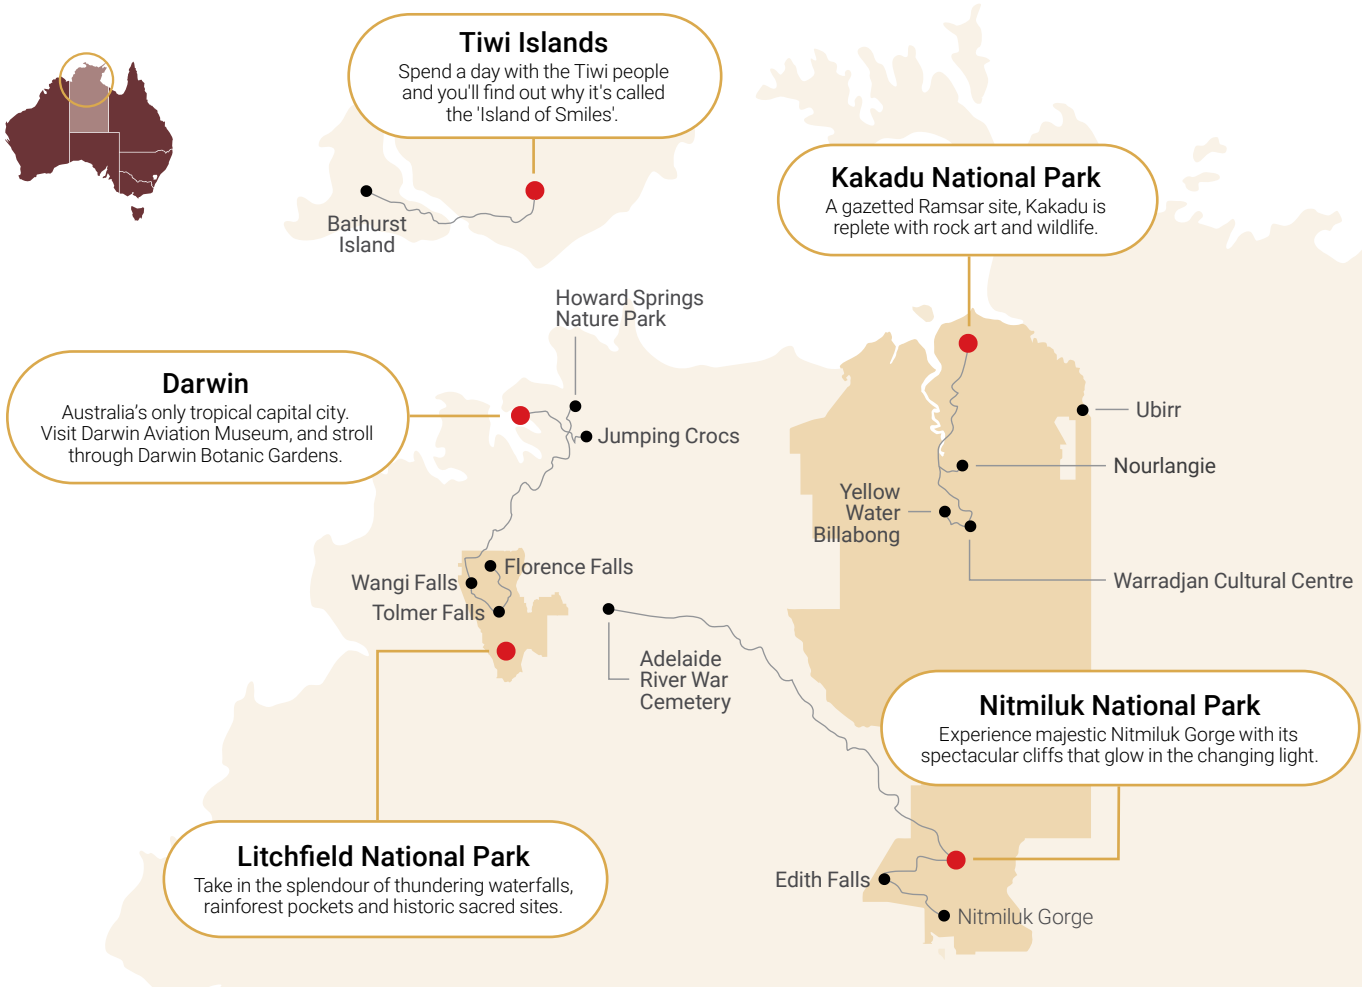 Tiwi Islands
Spend a day with the Tiwi people
and you'll find out why it's called
the 'Island of Smiles'.
Kakadu National Park
A gazetted Ramsar site, Kakadu is
replete with rock art and wildlife.
Bathurst
Island
Howard Springs
Nature Park
Darwin
Australia’s only tropical capital city.
Visit Darwin Aviation Museum, and stroll
through Darwin Botanic Gardens.
Jumping Crocs
Ubirr
Nourlangie
Yellow
Water
Billabong
Warradjan Cultural Centre
Florence Falls
Wangi Falls
Tolmer Falls
Adelaide
River War
Cemetery
Nitmiluk National Park
Experience majestic Nitmiluk Gorge with its
spectacular cliffs that glow in the changing light.
Litchfield National Park
Take in the splendour of thundering waterfalls,
rainforest pockets and historic sacred sites.
Edith Falls
Nitmiluk Gorge